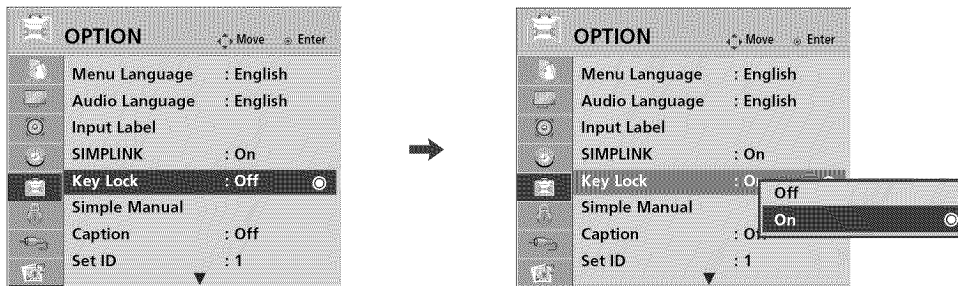 OPTION Move Enter
Menu Language : English
Audio Language : English
Input Label
SIMPLINK : On
Key Lock : Off
Simple Manual
Caption : Off
Set ID : 1
OPTION Move Enter
Menu Language : English
Audio Language : English
Input Label
SIMPLINK : On
Key Lock
Off
On
Simple Manual
Caption
Set ID : 1